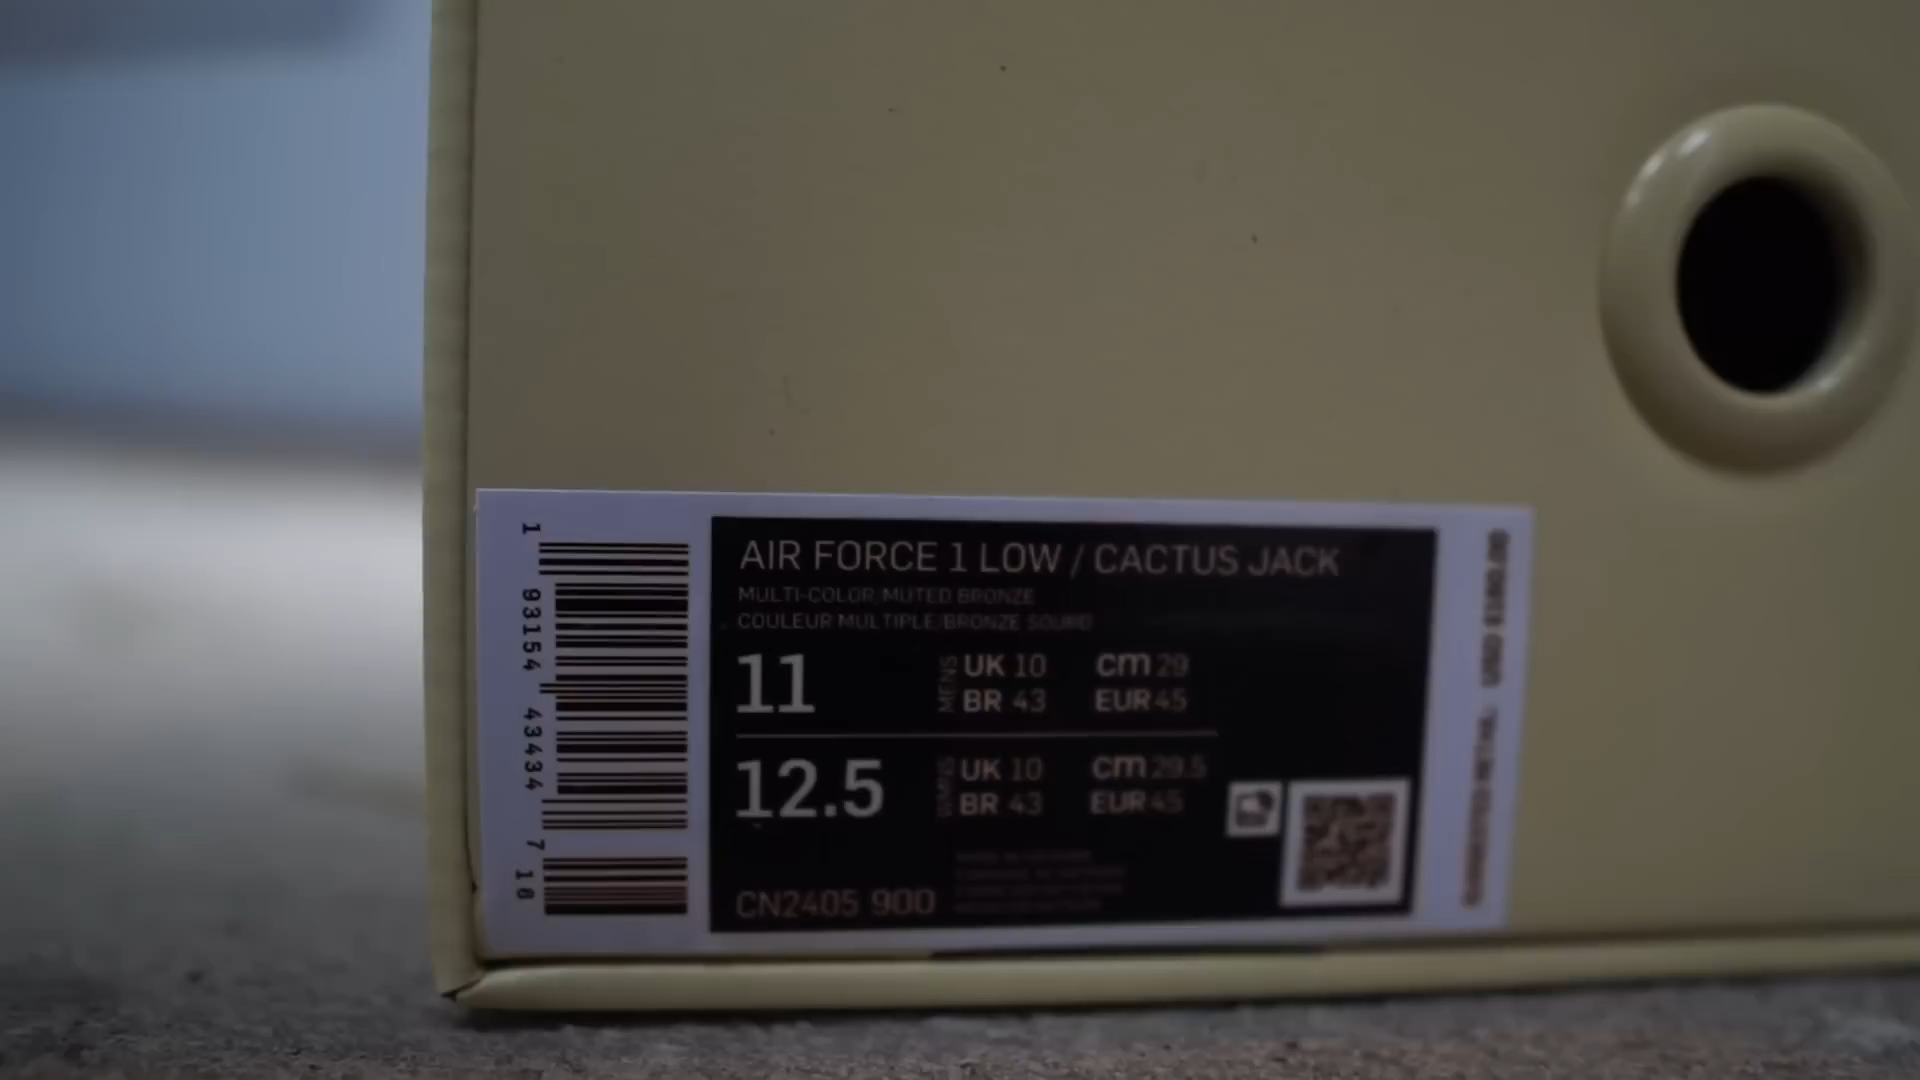 1 93154 43434 7 18
AIR FORCE 1 LOW / CACTUS JACK
MULTI-COLOR/MUTED BRONZE
COULEUR MULTIPLE/BRONZE SOURD
11 MENS UK 10 cm 29
BR 43 EUR 45
12.5 WMNS UK 10 cm 29.5
BR 43 EUR 45
CN2405 900